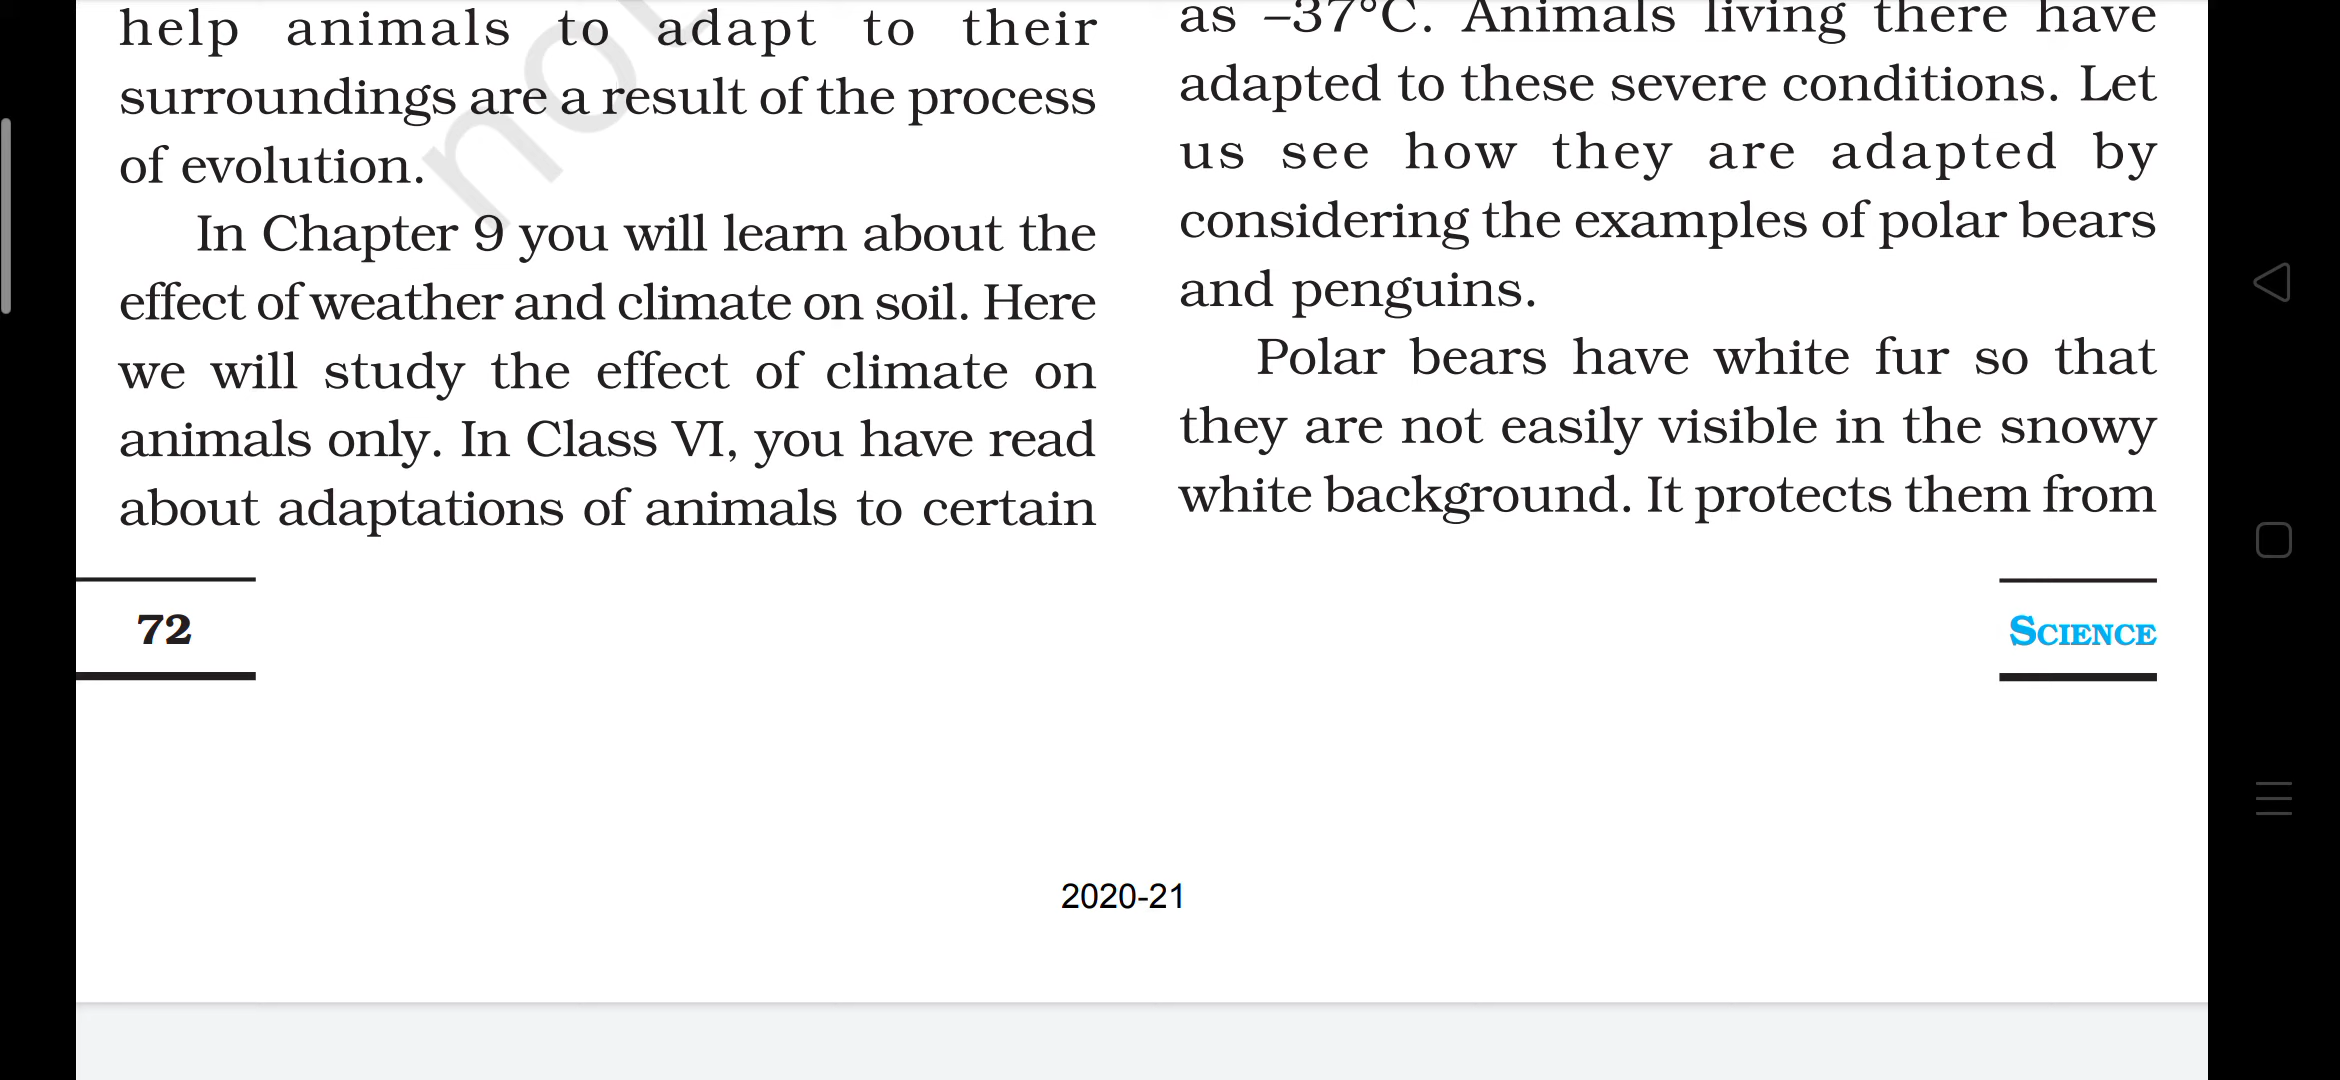 help animals to adapt to their
surroundings are a result of the process
of evolution.
In Chapter 9 you will learn about the
effect of weather and climate on soil. Here
we will study the effect of climate on
animals only. In Class VI, you have read
about adaptations of animals to certain
as –37°C. Animals living there have
adapted to these severe conditions. Let
us see how they are adapted by
considering the examples of polar bears
and penguins.
Polar bears have white fur so that
they are not easily visible in the snowy
white background. It protects them from
72
SCIENCE
2020-21